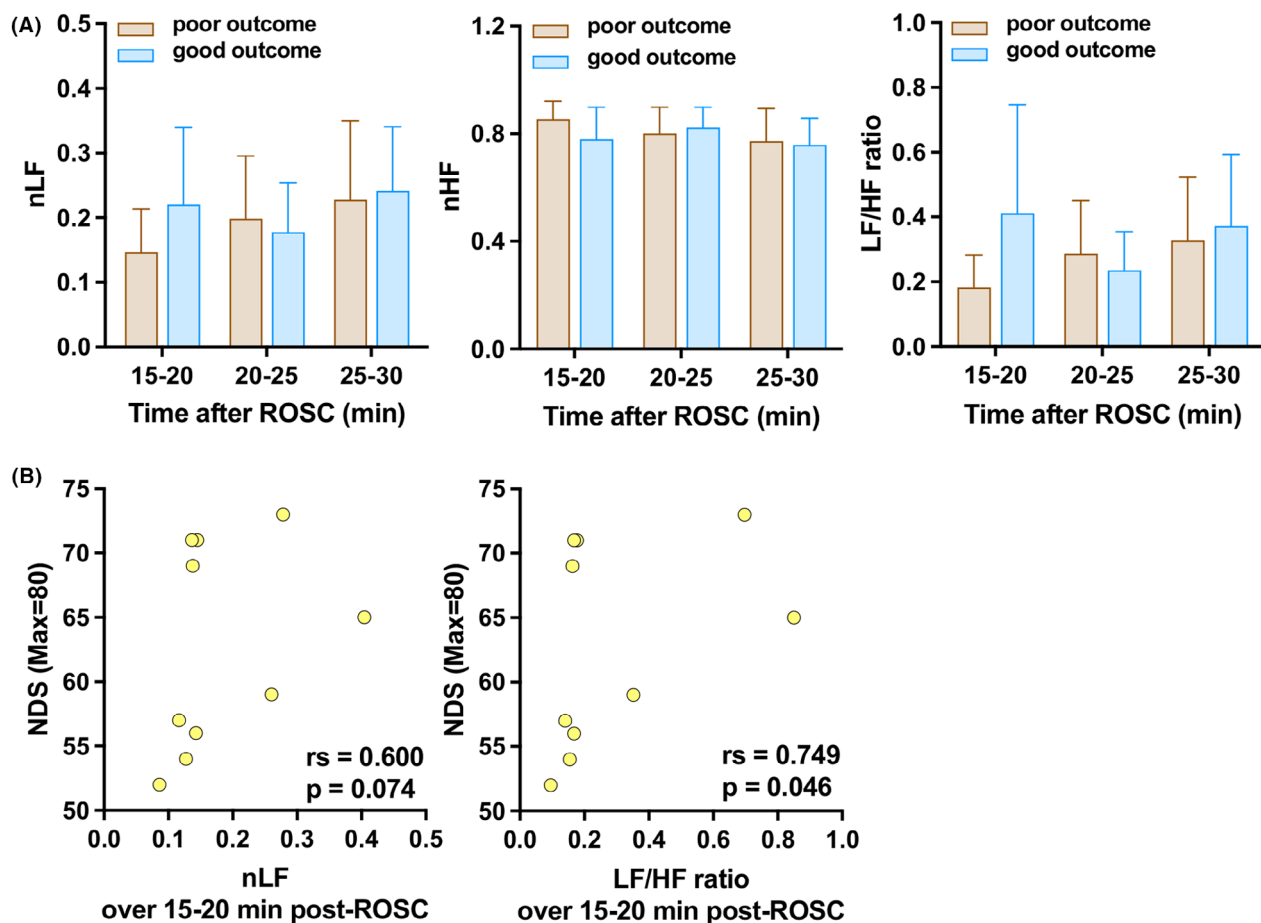 (A)
poor outcome
good outcome
nLF
0.5
0.4
0.3
0.2
0.1
0.0
15-20 20-25 25-30
Time after ROSC (min)
poor outcome
good outcome
nHF
1.2
0.8
0.4
0.0
15-20 20-25 25-30
Time after ROSC (min)
poor outcome
good outcome
LF/HF ratio
1.0
0.8
0.6
0.4
0.2
0.0
15-20 20-25 25-30
Time after ROSC (min)
(B)
NDS (Max=80)
75
70
65
60
55
50
rs = 0.600
p = 0.074
0.0 0.1 0.2 0.3 0.4 0.5
nLF
over 15-20 min post-ROSC
NDS (Max=80)
75
70
65
60
55
50
rs = 0.749
p = 0.046
0.0 0.2 0.4 0.6 0.8 1.0
LF/HF ratio
over 15-20 min post-ROSC